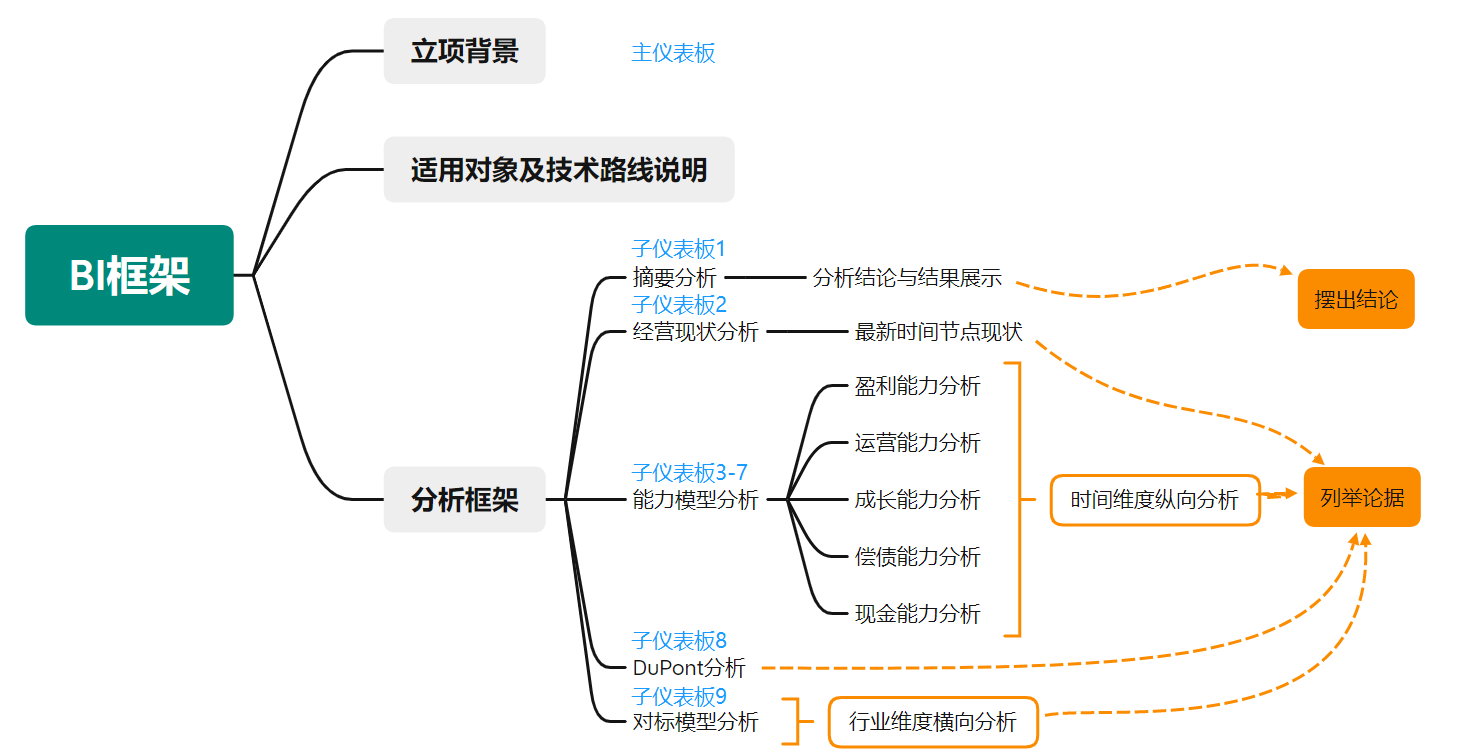 立项背景
主仪表板
适用对象及技术路线说明
BI框架
子仪表板1
摘要分析
分析结论与结果展示
摆出结论
子仪表板2
经营现状分析
最新时间节点现状
盈利能力分析
运营能力分析
子仪表板3-7
能力模型分析
成长能力分析
时间维度纵向分析
列举论据
分析框架
偿债能力分析
现金能力分析
子仪表板8
DuPont分析
子仪表板9
对标模型分析
行业维度横向分析